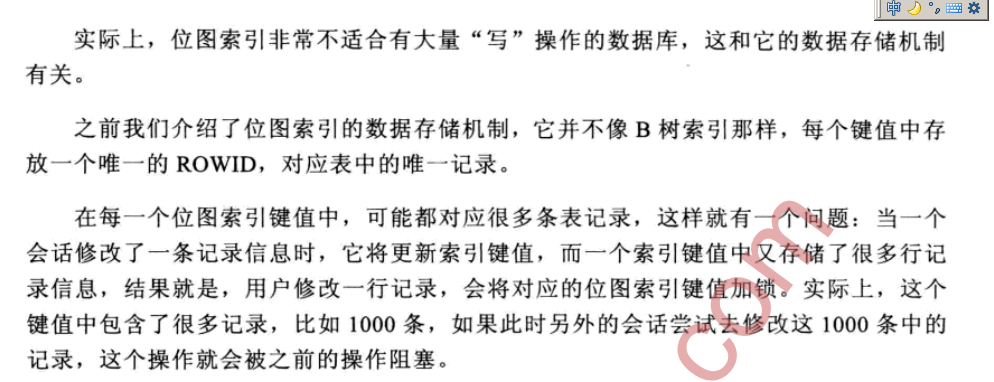 中
实际上，位图索引非常不适合有大量“写”操作的数据库，这和它的数据存储机制
有关。
之前我们介绍了位图索引的数据存储机制，它并不像 B 树索引那样，每个键值中存
放一个唯一的 ROWID，对应表中的唯一记录。
在每一个位图索引键值中，可能都对应很多条表记录，这样就有一个问题：当一个
会话修改了一条记录信息时，它将更新索引键值，而一个索引键值中又存储了很多行记
录信息，结果就是，用户修改一行记录，会将对应的位图索引键值加锁。实际上，这个
键值中包含了很多记录，比如 1000 条，如果此时另外的会话尝试去修改这 1000 条中的
记录，这个操作就会被之前的操作阻塞。
com